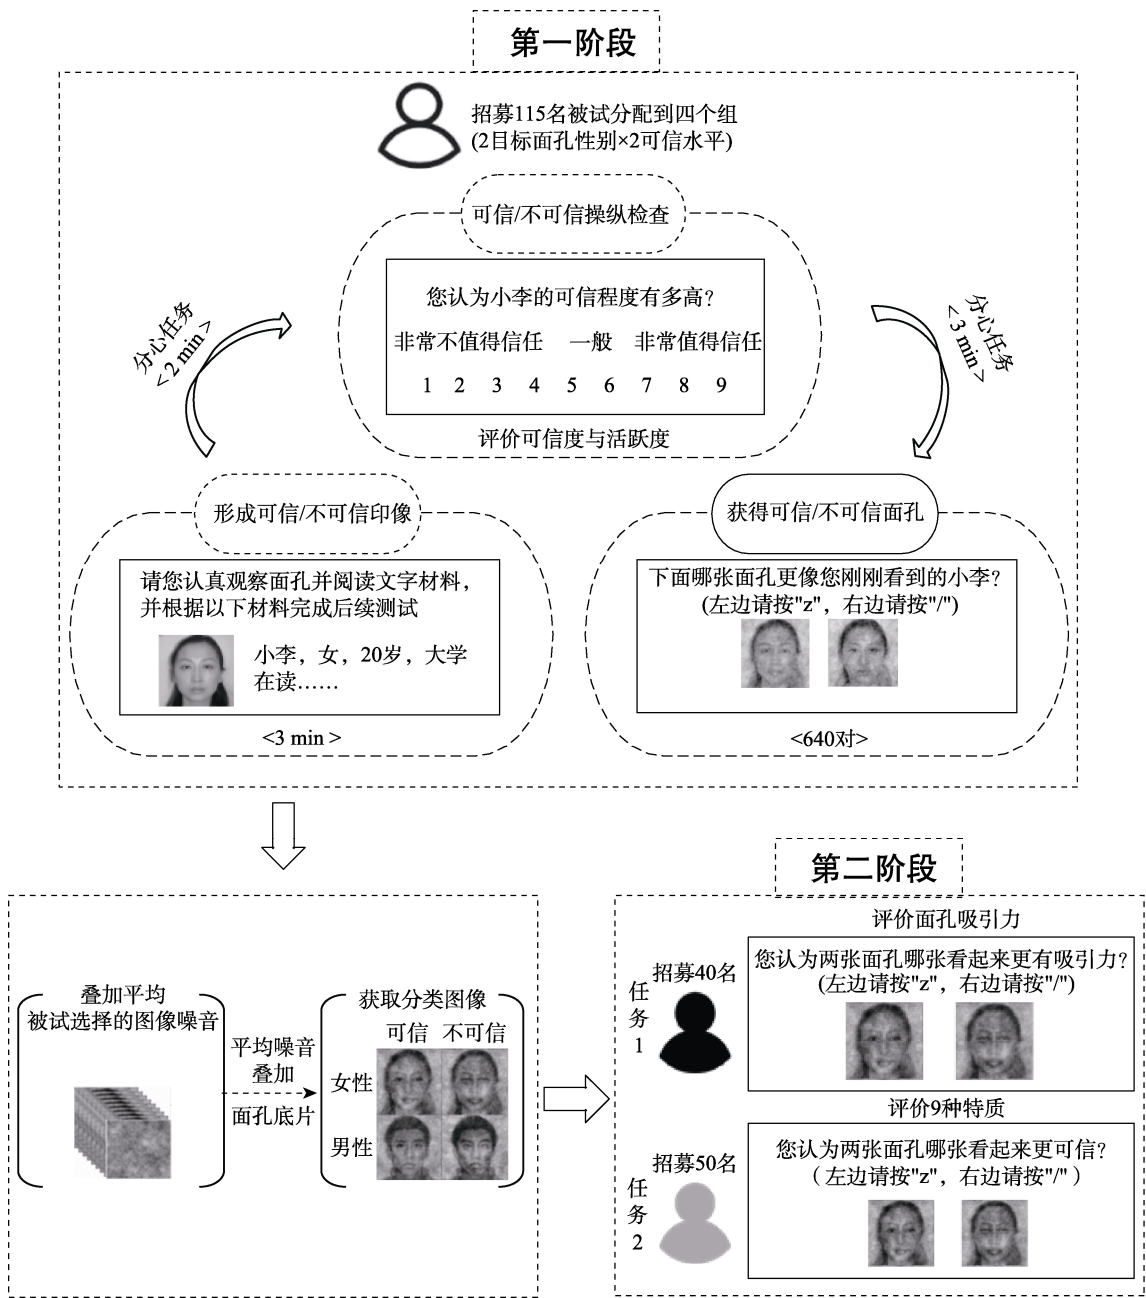 第一阶段
招募115名被试分配到四个组
(2目标面孔性别×2可信水平)
可信/不可信操纵检查
您认为小李的可信程度有多高?
非常不值得信任 一般 非常值得信任
1 2 3 4 5 6 7 8 9
评价可信度与活跃度
分心任务
< 2 min >
分心任务
< 3 min >
形成可信/不可信印像
请您认真观察面孔并阅读文字材料，
并根据以下材料完成后续测试
小李，女，20岁，大学
在读……
<3 min >
获得可信/不可信面孔
下面哪张面孔更像您刚刚看到的小李?
(左边请按"z"，右边请按"/")
<640对>
叠加平均
被试选择的图像噪音
平均噪音
叠加
面孔底片
获取分类图像
可信 不可信
女性
男性
第二阶段
评价面孔吸引力
任务1
招募40名
您认为两张面孔哪张看起来更有吸引力?
(左边请按"z"，右边请按"/")
评价9种特质
任务2
招募50名
您认为两张面孔哪张看起来更可信?
（左边请按"z"，右边请按"/"）